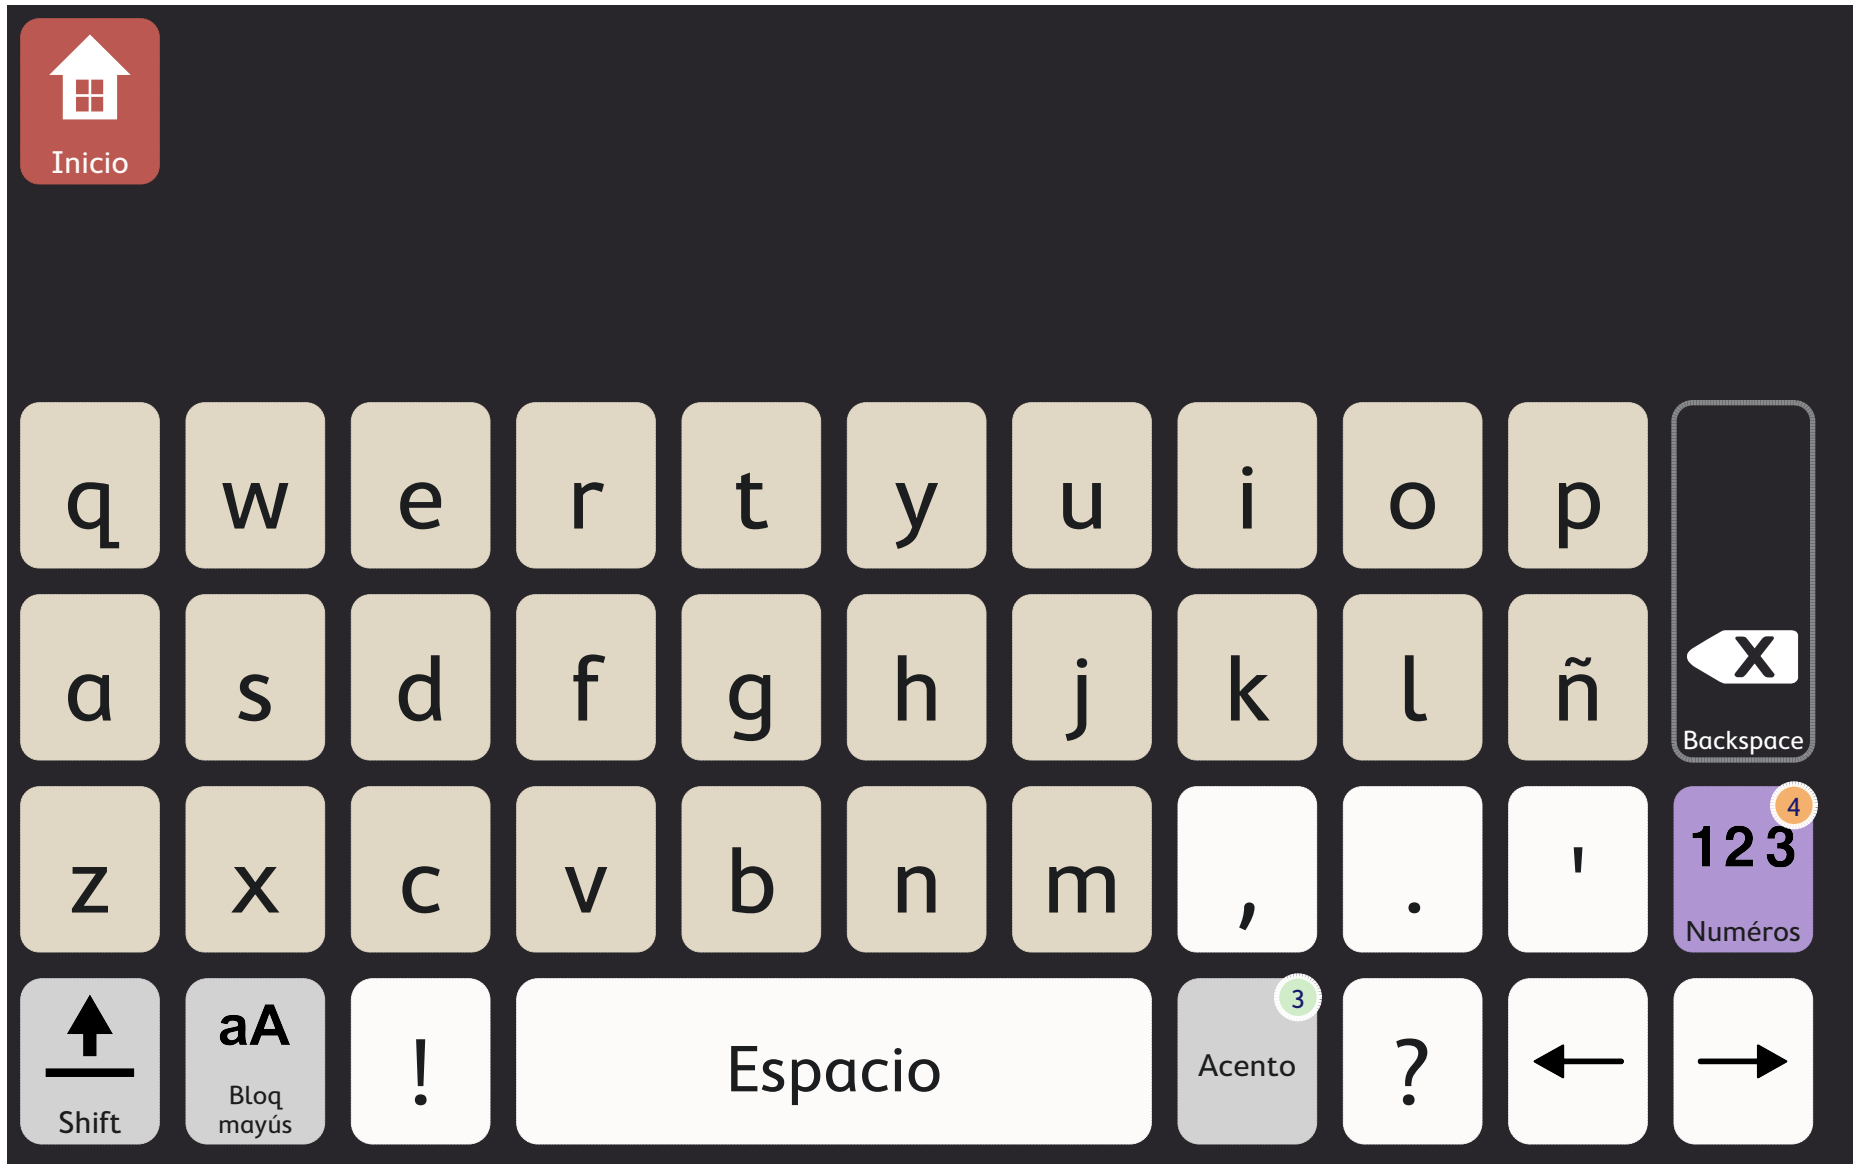 Inicio
q w e r t y u i o p
a s d f g h j k l ñ
X
Backspace
z x c v b n m , . '
4
123
Numéros
Shift
aA
Bloq
mayús
!
Espacio
3
Acento
?